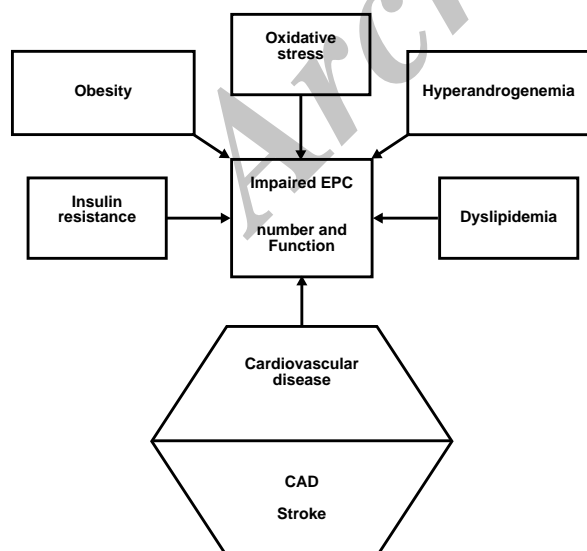 Oxidative
stress
Obesity
Hyperandrogenemia
Impaired EPC
number and
Function
Insulin
resistance
Dyslipidemia
Cardiovascular
disease
CAD
Stroke